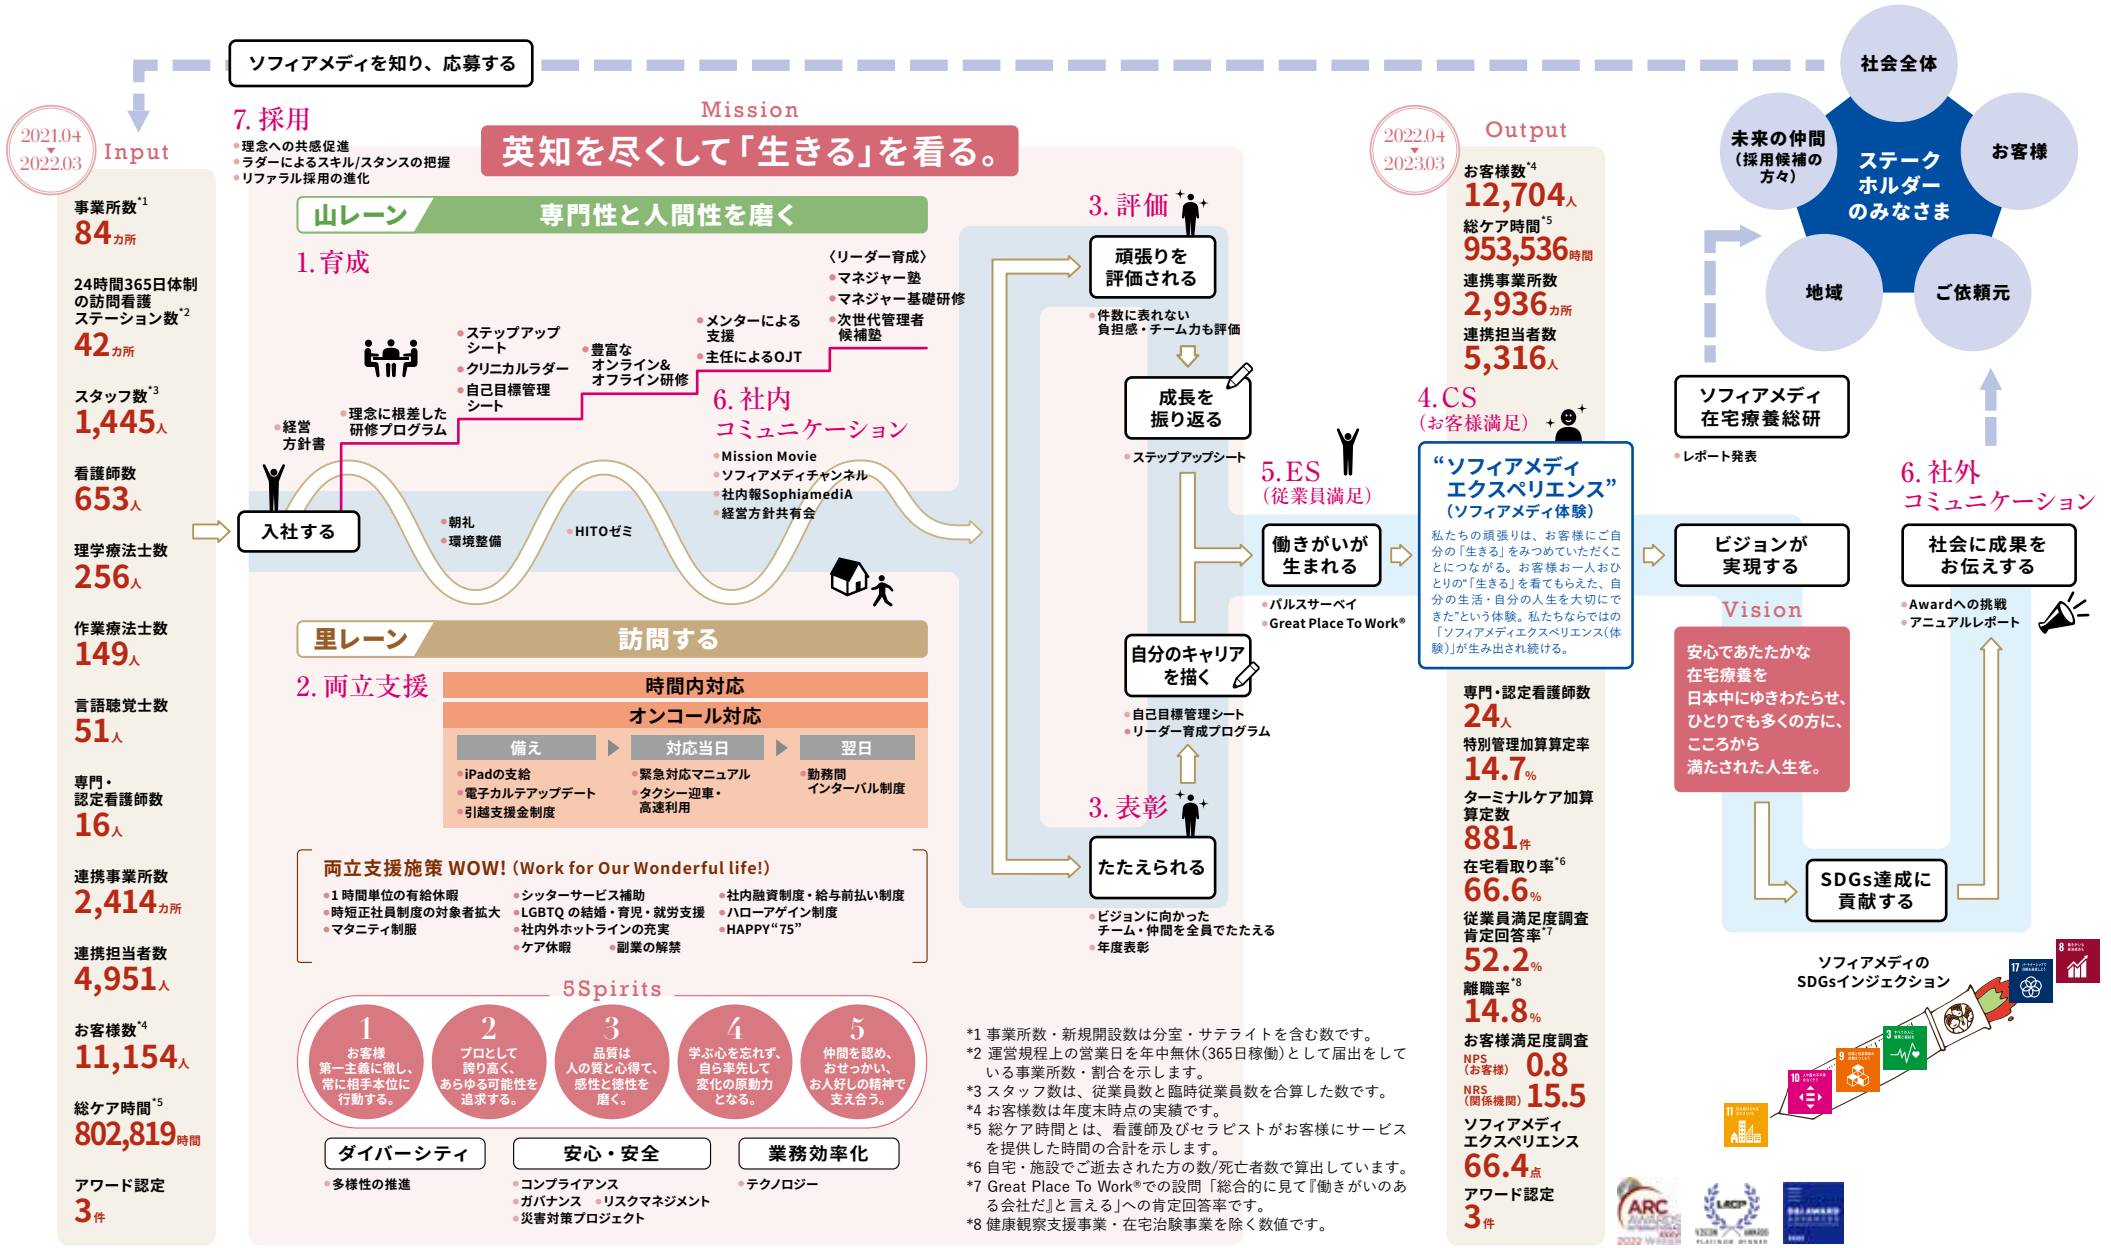 ソフィアメディを知り、応募する
2021.04
2022.03
Input
事業所数*1
84カ所
24時間365日体制
の訪問看護
ステーション数*2
42カ所
スタッフ数*3
1,445人
看護師数
653人
理学療法士数
256人
作業療法士数
149人
言語聴覚士数
51人
専門・
認定看護師数
16人
連携事業所数
2,414カ所
連携担当者数
4,951人
お客様数*4
11,154人
総ケア時間*5
802,819時間
アワード認定
3件
7. 採用
理念への共感促進
ラダーによるスキル/スタンスの把握
リファラル採用の進化
Mission
英知を尽くして「生きる」を看る。
山レーン
専門性と人間性を磨く
1. 育成
経営
方針書
理念に根差した
研修プログラム
ステップアップ
シート
クリニカルラダー
自己目標管理
シート
豊富な
オンライン&
オフライン研修
メンターによる
支援
主任によるOJT
〈リーダー育成〉
マネジャー塾
マネジャー基礎研修
次世代管理者
候補塾
6. 社内
コミュニケーション
Mission Movie
ソフィアメディチャンネル
社内報SophiamediA
経営方針共有会
入社する
朝礼
環境整備
HITOゼミ
里レーン
訪問する
2. 両立支援
時間内対応
オンコール対応
備え
対応当日
翌日
iPadの支給
電子カルテアップデート
引越支援金制度
緊急対応マニュアル
タクシー迎車・
高速利用
勤務間
インターバル制度
両立支援施策 WOW! (Work for Our Wonderful life!)
1時間単位の有給休暇
時短正社員制度の対象者拡大
マタニティ制服
シッターサービス補助
LGBTQ の結婚・育児・就労支援
社内外ホットラインの充実
ケア休暇
副業の解禁
社内融資制度・給与前払い制度
ハローアゲイン制度
HAPPY“75”
5Spirits
1
お客様
第一主義に徹し、
常に相手本位に
行動する。
2
プロとして
誇り高く、
あらゆる可能性を
追求する。
3
品質は
人の質と心得て、
感性と徳性を
磨く。
4
学ぶ心を忘れず、
自ら率先して
変化の原動力
となる。
5
仲間を認め、
おせっかい、
お人好しの精神で
支え合う。
ダイバーシティ
多様性の推進
安心・安全
コンプライアンス
ガバナンス
リスクマネジメント
災害対策プロジェクト
業務効率化
テクノロジー
3. 評価
頑張りを
評価される
件数に表れない
負担感・チーム力も評価
成長を
振り返る
ステップアップシート
自分のキャリア
を描く
自己目標管理シート
リーダー育成プログラム
3. 表彰
たたえられる
ビジョンに向かった
チーム・仲間を全員でたたえる
年度表彰
5. ES
(従業員満足)
働きがいが
生まれる
パルスサーベイ
Great Place To Work®
*1 事業所数・新規開設数は分室・サテライトを含む数です。
*2 運営規程上の営業日を年中無休(365日稼働)として届出をして
いる事業所数・割合を示します。
*3 スタッフ数は、従業員数と臨時従業員数を合算した数です。
*4 お客様数は年度末時点の実績です。
*5 総ケア時間とは、看護師及びセラピストがお客様にサービス
を提供した時間の合計を示します。
*6 自宅・施設でご逝去された方の数/死亡者数で算出しています。
*7 Great Place To Work®での設問「総合的に見て『働きがいのあ
る会社だ』と言える」への肯定回答率です。
*8 健康観察支援事業・在宅治験事業を除く数値です。
2022.04
2023.03
Output
お客様数*4
12,704人
総ケア時間*5
953,536時間
連携事業所数
2,936カ所
連携担当者数
5,316人
4. CS
(お客様満足)
“ソフィアメディ
エクスペリエンス”
(ソフィアメディ体験)
私たちの頑張りは、お客様にご自
分の「生きる」をみつめていただくこ
とにつながる。お客様お一人おひ
とりの“「生きる」を看てもらえた、自
分の生活・自分の人生を大切にで
きた”という体験。私たちならではの
「ソフィアメディエクスペリエンス(体
験)」が生み出され続ける。
専門・認定看護師数
24人
特別管理加算算定率
14.7%
ターミナルケア加算
算定数
881件
在宅看取り率*6
66.6%
従業員満足度調査
肯定回答率*7
52.2%
離職率*8
14.8%
お客様満足度調査
NPS
(お客様)
0.8
NRS
(関係機関)
15.5
ソフィアメディ
エクスペリエンス
66.4点
アワード認定
3件
社会全体
未来の仲間
(採用候補の
方々)
お客様
ステーク
ホルダー
のみなさま
地域
ご依頼元
ソフィアメディ
在宅療養総研
レポート発表
ビジョンが
実現する
Vision
安心であたたかな
在宅療養を
日本中にゆきわたらせ、
ひとりでも多くの方に、
こころから
満たされた人生を。
6. 社外
コミュニケーション
社会に成果を
お伝えする
Awardへの挑戦
アニュアルレポート
SDGs達成に
貢献する
ソフィアメディの
SDGsインジェクション
8
17
3
9
10
11
ARC
AWARDS
LACP